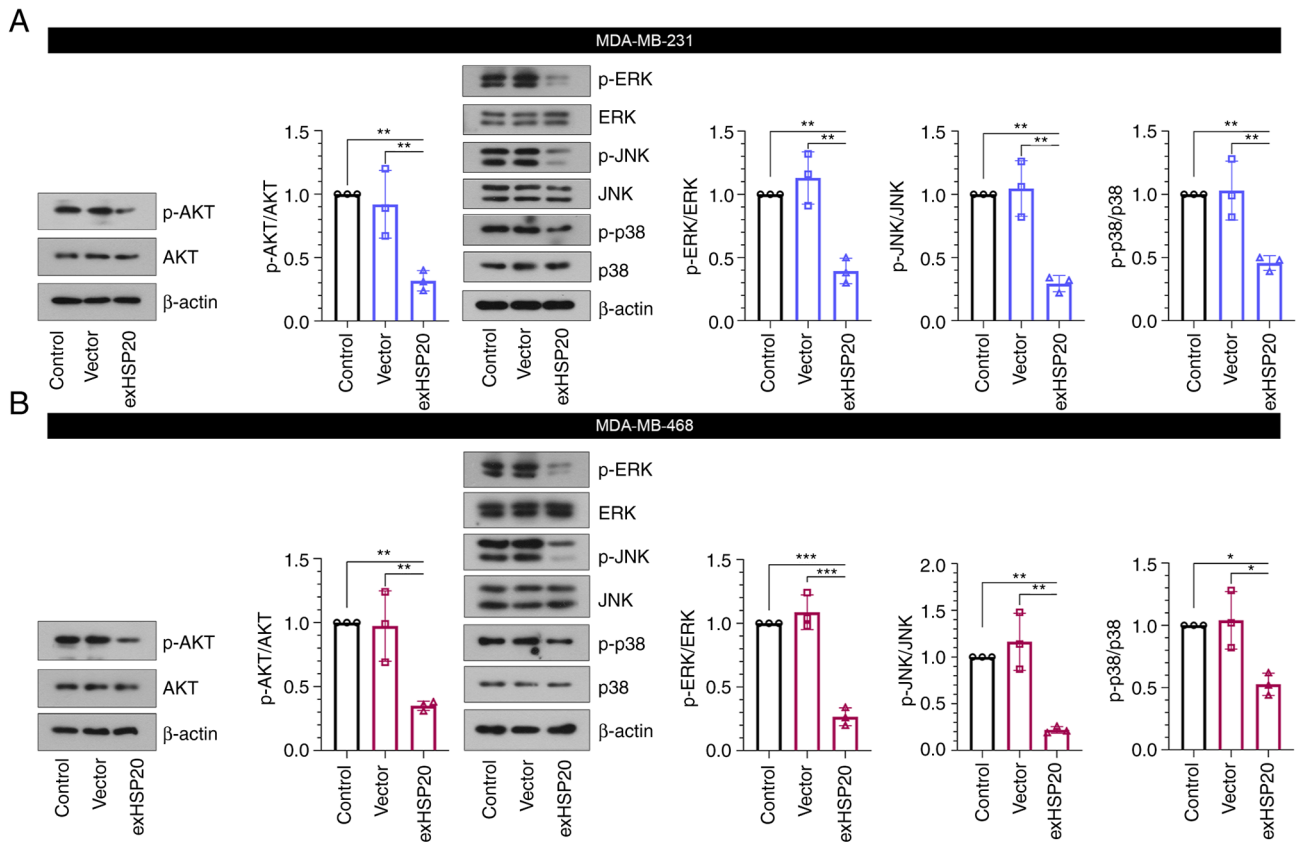 A
MDA-MB-231
p-AKT
AKT
β-actin
Control
Vector
exHSP20
p-AKT/AKT
1.5
1.0
0.5
0.0
**
**
Control
Vector
exHSP20
p-ERK
ERK
p-JNK
JNK
p-p38
p38
β-actin
Control
Vector
exHSP20
p-ERK/ERK
1.5
1.0
0.5
0.0
**
**
Control
Vector
exHSP20
p-JNK/JNK
1.5
1.0
0.5
0.0
**
**
Control
Vector
exHSP20
p-p38/p38
1.5
1.0
0.5
0.0
**
**
Control
Vector
exHSP20
B
MDA-MB-468
p-AKT
AKT
β-actin
Control
Vector
exHSP20
p-AKT/AKT
1.5
1.0
0.5
0.0
**
**
Control
Vector
exHSP20
p-ERK
ERK
p-JNK
JNK
p-p38
p38
β-actin
Control
Vector
exHSP20
p-ERK/ERK
1.5
1.0
0.5
0.0
***
***
Control
Vector
exHSP20
p-JNK/JNK
2.0
1.5
1.0
0.5
0.0
**
**
Control
Vector
exHSP20
p-p38/p38
1.5
1.0
0.5
0.0
*
*
Control
Vector
exHSP20